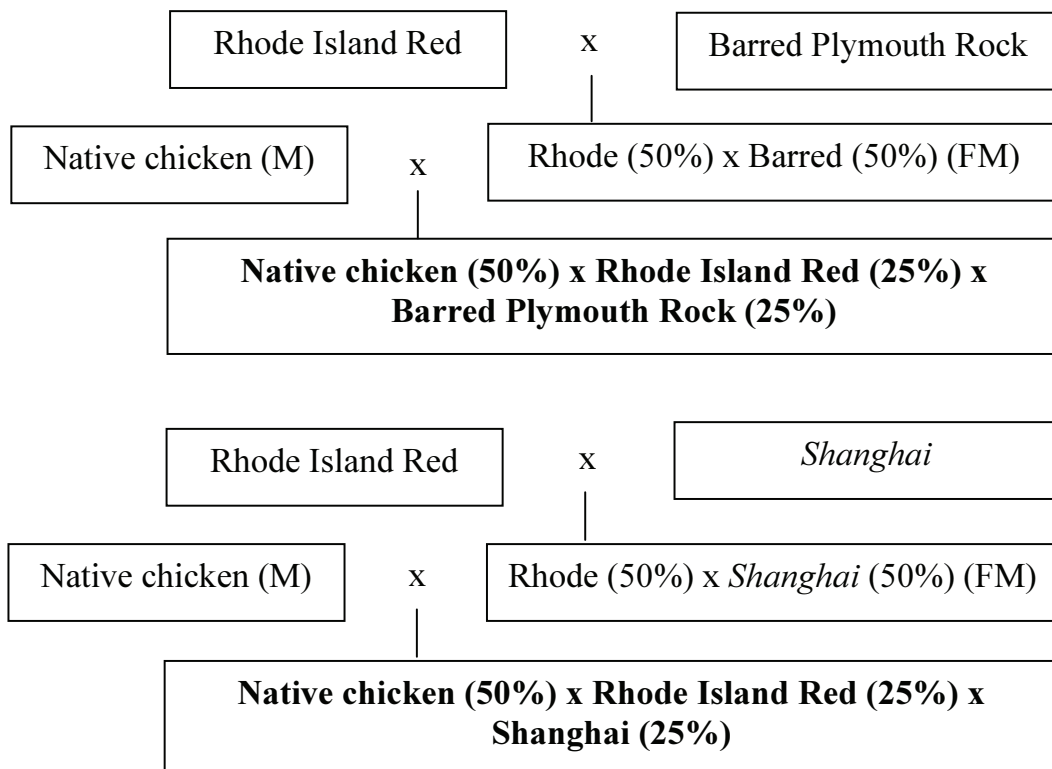 Rhode Island Red x Barred Plymouth Rock
Native chicken (M) x Rhode (50%) x Barred (50%) (FM)
Native chicken (50%) x Rhode Island Red (25%) x
Barred Plymouth Rock (25%)
Rhode Island Red x Shanghai
Native chicken (M) x Rhode (50%) x Shanghai (50%) (FM)
Native chicken (50%) x Rhode Island Red (25%) x
Shanghai (25%)